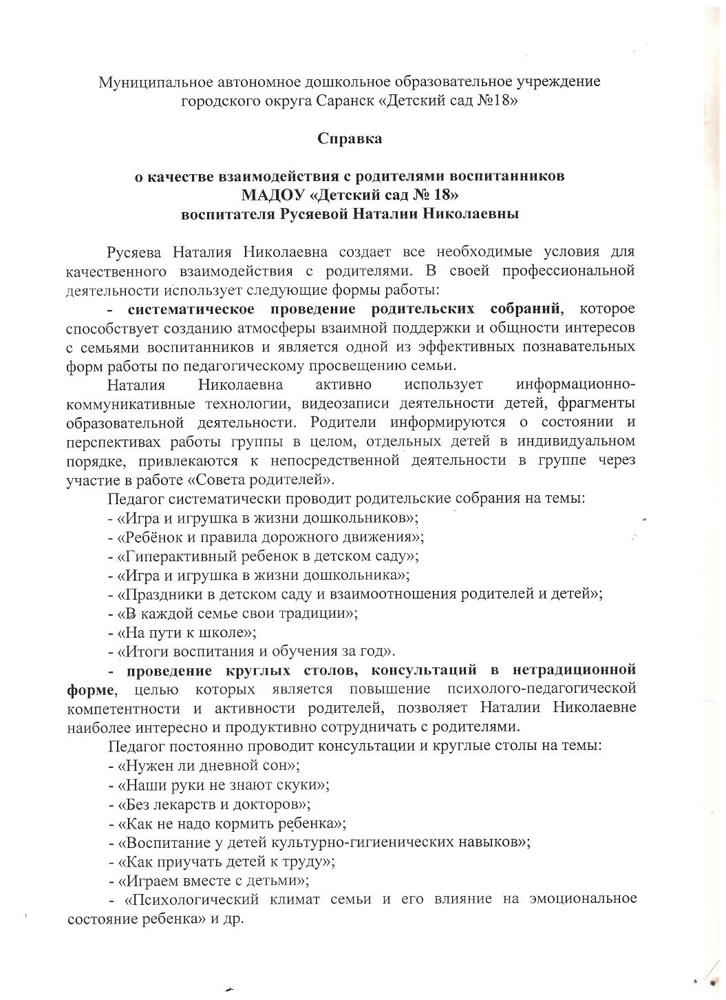 Муниципальное автономное дошкольное образовательное учреждение
городского округа Саранск «Детский сад №18»
Справка
о качестве взаимодействия с родителями воспитанников
МАДОУ «Детский сад № 18»
воспитателя Русяевой Наталии Николаевны
Русяева Наталия Николаевна создает все необходимые условия для
качественного взаимодействия с родителями. В своей профессиональной
деятельности использует следующие формы работы:
- систематическое проведение родительских собраний, которое
способствует созданию атмосферы взаимной поддержки и общности интересов
с семьями воспитанников и является одной из эффективных познавательных
форм работы по педагогическому просвещению семьи.
Наталия Николаевна активно использует информационно-
коммуникативные технологии, видеозаписи деятельности детей, фрагменты
образовательной деятельности. Родители информируются о состоянии и
перспективах работы группы в целом, отдельных детей в индивидуальном
порядке, привлекаются к непосредственной деятельности в группе через
участие в работе «Совета родителей».
Педагог систематически проводит родительские собрания на темы:
- «Игра и игрушка в жизни дошкольников»;
- «Ребёнок и правила дорожного движения»;
- «Гиперактивный ребенок в детском саду»;
- «Игра и игрушка в жизни дошкольника»;
- «Праздники в детском саду и взаимоотношения родителей и детей»;
- «В каждой семье свои традиции»;
- «На пути к школе»;
- «Итоги воспитания и обучения за год».
- проведение круглых столов, консультаций в нетрадиционной
форме, целью которых является повышение психолого-педагогической
компетентности и активности родителей, позволяет Наталии Николаевне
наиболее интересно и продуктивно сотрудничать с родителями.
Педагог постоянно проводит консультации и круглые столы на темы:
- «Нужен ли дневной сон»;
- «Наши руки не знают скуки»;
- «Без лекарств и докторов»;
- «Как не надо кормить ребенка»;
- «Воспитание у детей культурно-гигиенических навыков»;
- «Как приучать детей к труду»;
- «Играем вместе с детьми»;
- «Психологический климат семьи и его влияние на эмоциональное
состояние ребенка» и др.